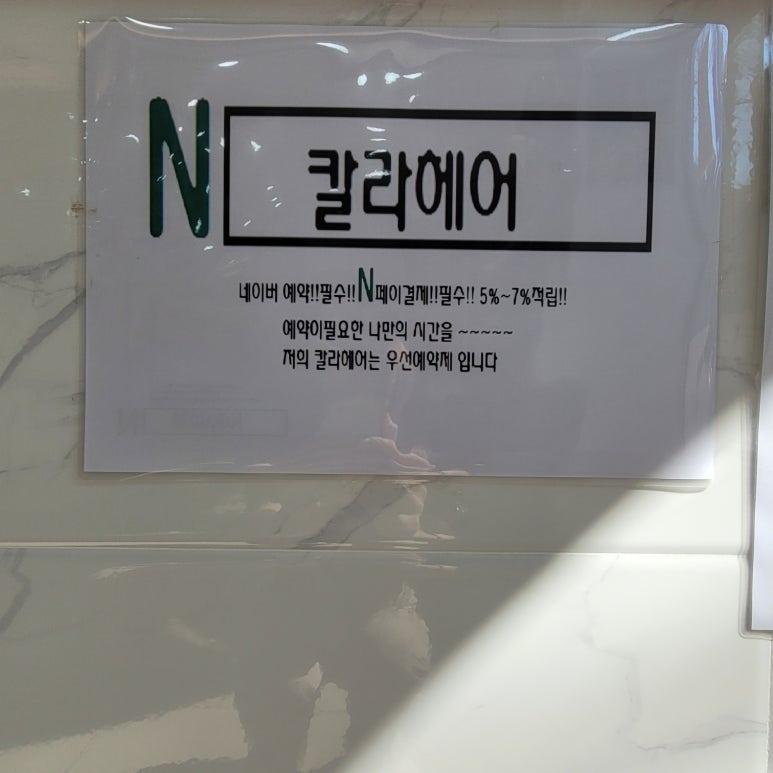 N 칼라헤어
네이버 예약!!필수!! N페이결제!!필수!! 5%~7%적립!!
예약이필요한 나만의 시간을 ~~~~~
저의 칼라헤어는 우선예약제 입니다